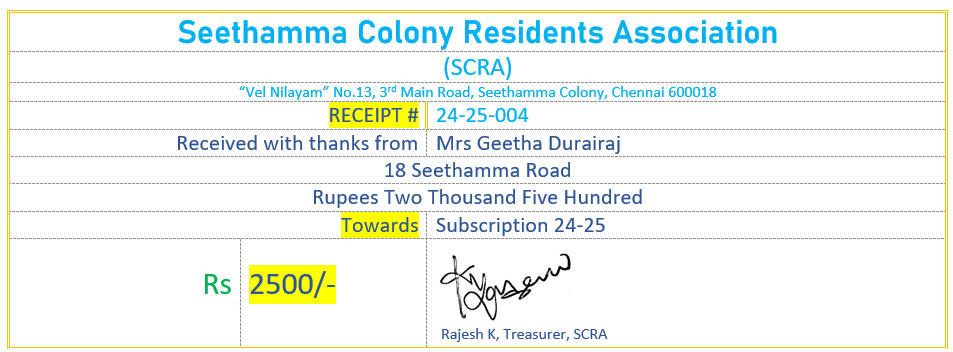 Seethamma Colony Residents Association
(SCRA)
“Vel Nilayam” No.13, 3rd Main Road, Seethamma Colony, Chennai 600018
RECEIPT # 24-25-004
Received with thanks from Mrs Geetha Durairaj
18 Seethamma Road
Rupees Two Thousand Five Hundred
Towards Subscription 24-25
Rs 2500/-
Rajesh K, Treasurer, SCRA